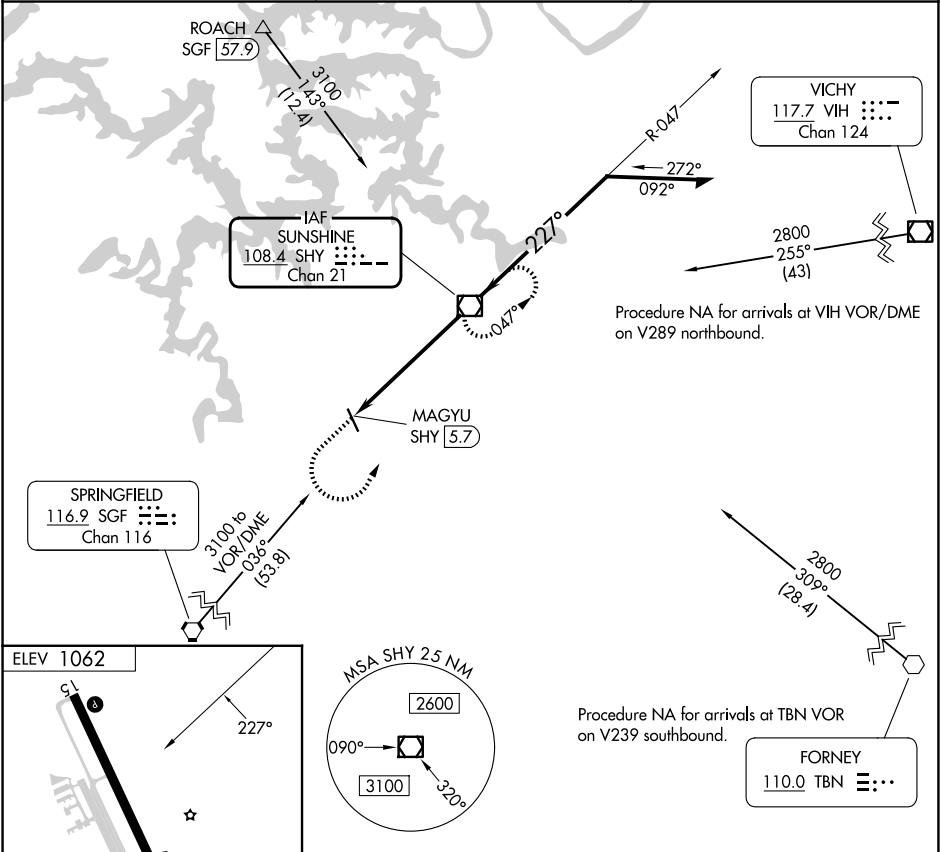 ROACH
SGF 57.9
3100
143°
(12.4)
R-047
VICHY
117.7 VIH
Chan 124
272°
092°
IAF
SUNSHINE
108.4 SHY
Chan 21
227°
2800
255°
(43)
047°
Procedure NA for arrivals at VIH VOR/DME
on V289 northbound.
MAGYU
SHY 5.7
SPRINGFIELD
116.9 SGF
Chan 116
3100 to
VOR/DME
036°
(53.8)
2800
309°
(28.4)
ELEV 1062
15
P
227°
MSA SHY 25 NM
2600
090°
3100
320°
Procedure NA for arrivals at TBN VOR
on V239 southbound.
FORNEY
110.0 TBN